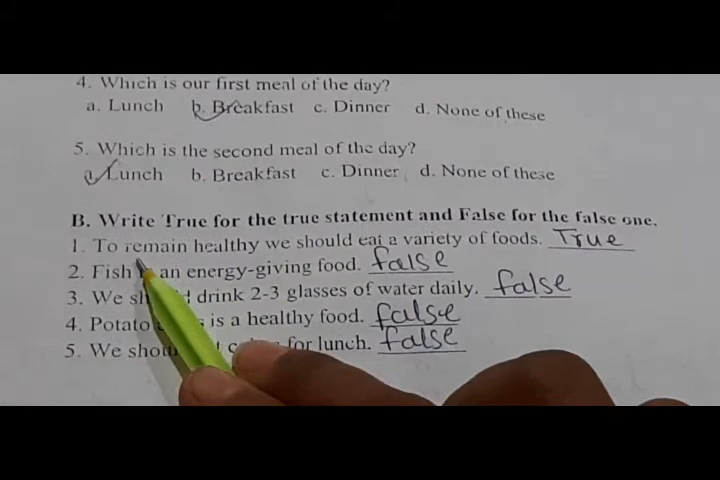 4. Which is our first meal of the day?
a. Lunch b. Breakfast c. Dinner d. None of these
5. Which is the second meal of the day?
a. Lunch b. Breakfast c. Dinner d. None of these
B. Write True for the true statement and False for the false one.
1. To remain healthy we should eat a variety of foods. True
2. Fish an energy-giving food. false
3. We drink 2-3 glasses of water daily. false
4. Potato is a healthy food. false
5. We for lunch. false